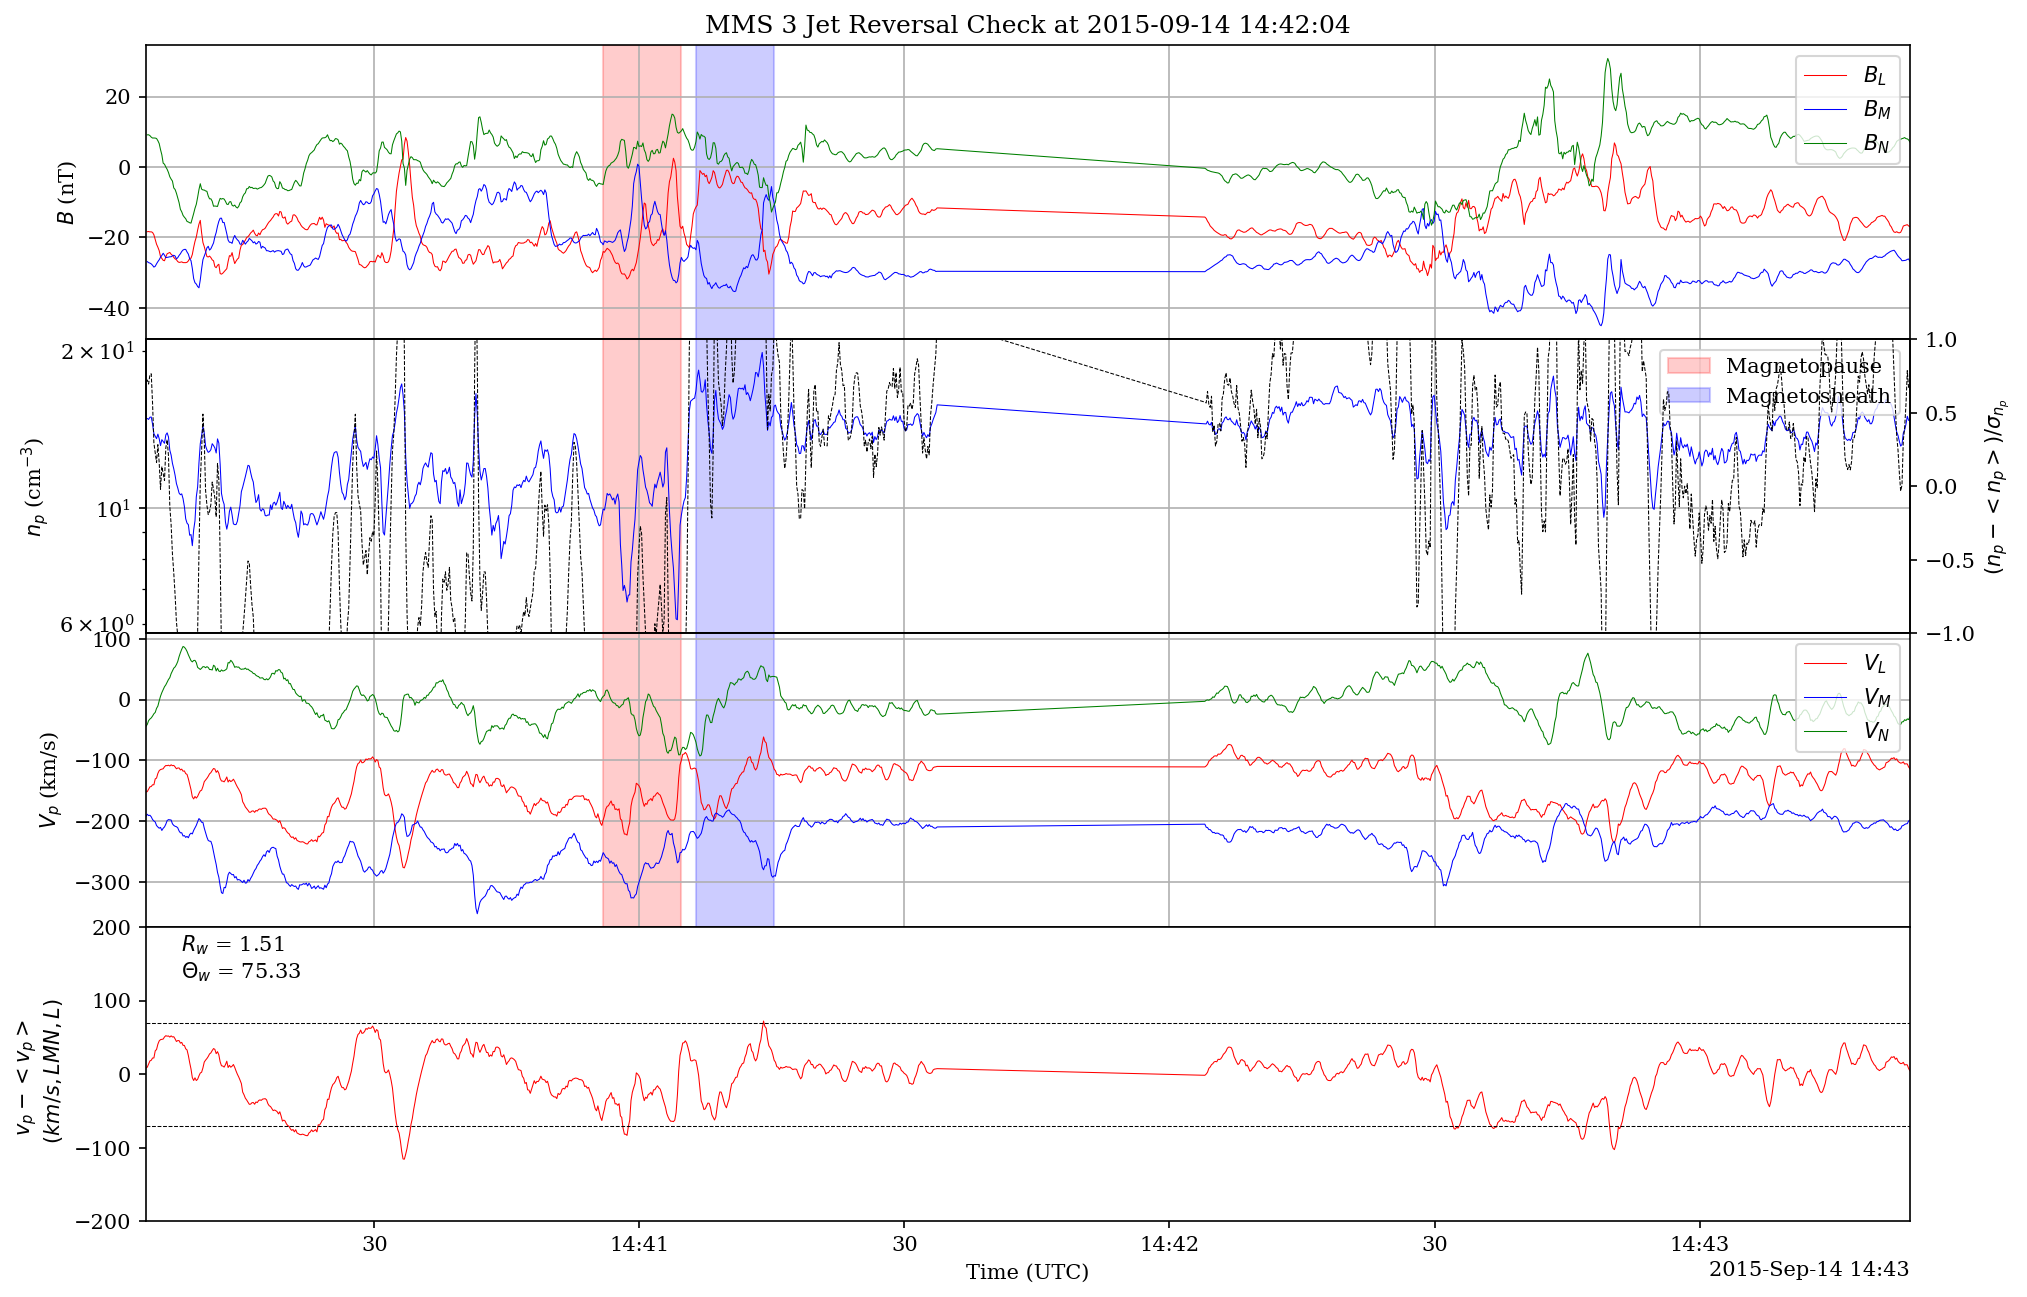 MMS 3 Jet Reversal Check at 2015-09-14 14:42:04
B (nT)
20
0
−20
−40
B_L
B_M
B_N
n_p (cm^{−3})
2 × 10^1
10^1
6 × 10^0
1.0
0.5
0.0
−0.5
−1.0
(n_p − < n_p >)/σ_{n_p}
Magnetopause
Magnetosheath
V_p (km/s)
100
0
−100
−200
−300
V_L
V_M
V_N
v_p − < v_p >
(km/s, LMN, L)
200
100
0
−100
−200
R_w = 1.51
Θ_w = 75.33
30
14:41
30
14:42
30
14:43
Time (UTC)
2015-Sep-14 14:43